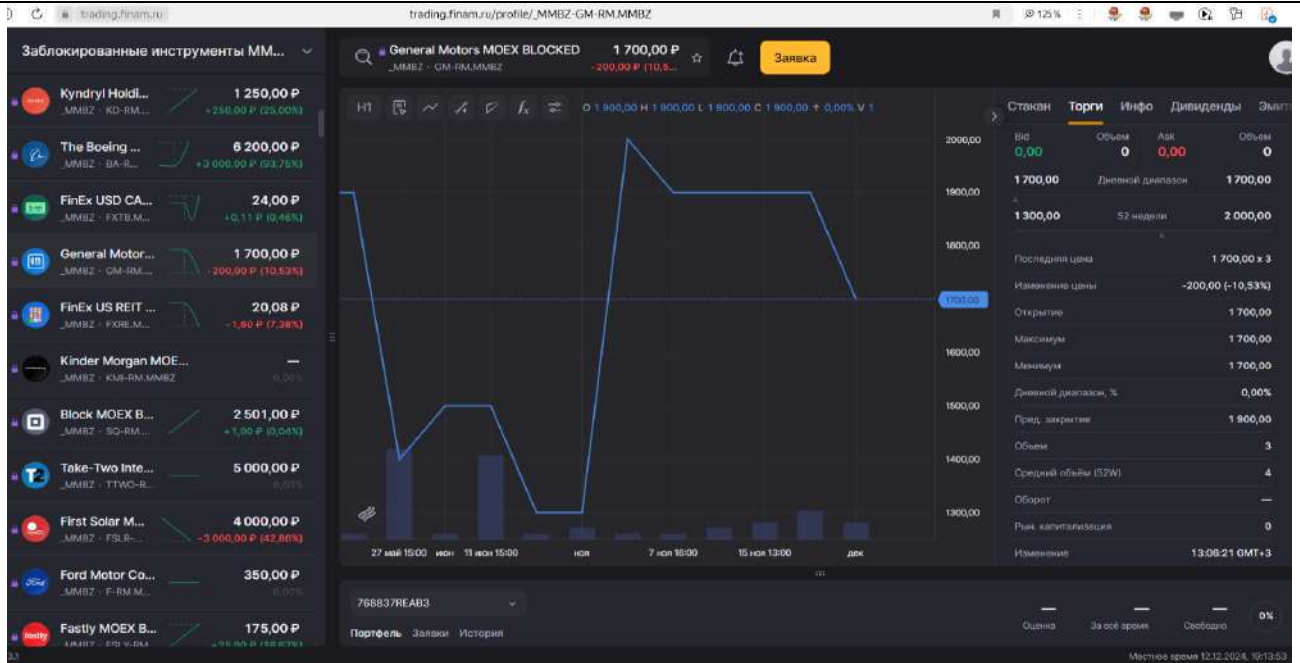 trading.finam.ru
trading.finam.ru/profile/_MMBZ-GM-RM.MMBZ
125 %
Заблокированные инструменты ММ...
General Motors MOEX BLOCKED
1 700,00 ₽
_MMBZ · GM-RM.MMBZ
-200,00 ₽ (10,5...
Заявка
Kyndryl Holdi...
1 250,00 ₽
_MMBZ · KD-RM....
+250,00 ₽ (25,00%)
The Boeing ...
6 200,00 ₽
_MMBZ · BA-R...
+3 000,00 ₽ (93,75%)
FinEx USD CA...
24,00 ₽
_MMBZ · FXTB.M...
+0,11 ₽ (0,46%)
General Motor...
1 700,00 ₽
_MMBZ · GM-RM....
-200,00 ₽ (10,53%)
FinEx US REIT ...
20,08 ₽
_MMBZ · FXRE.M...
-1,60 ₽ (7,38%)
Kinder Morgan MOE...
—
_MMBZ · KMI-RM.MMBZ
0,00%
Block MOEX B...
2 501,00 ₽
_MMBZ · SQ-RM....
+1,00 ₽ (0,04%)
Take-Two Inte...
5 000,00 ₽
_MMBZ · TTWO-R...
0,00%
First Solar M...
4 000,00 ₽
_MMBZ · FSLR-...
-3 000,00 ₽ (42,86%)
Ford Motor Co...
350,00 ₽
_MMBZ · F-RM.M...
0,00%
Fastly MOEX B...
175,00 ₽
H1
O 1 900,00 H 1 900,00 L 1 900,00 C 1 900,00 + 0,00% V 1
2000,00
1900,00
1800,00
1700,00
1600,00
1500,00
1400,00
1300,00
27 май 15:00 июн 11 июн 15:00 ноя 7 ноя 16:00 15 ноя 13:00 дек
768837REAB3
Портфель Заявки История
Стакан Торги Инфо Дивиденды Эмит
Bid Объем Ask Объем
0,00 0 0,00 0
1 700,00 Дневной диапазон 1 700,00
1 300,00 52 недели 2 000,00
Последняя цена 1 700,00 x 3
Изменение цены -200,00 (-10,53%)
Открытие 1 700,00
Максимум 1 700,00
Минимум 1 700,00
Дневной диапазон, % 0,00%
Пред. закрытие 1 900,00
Объем 3
Средний объём (52W) 4
Оборот —
Рын. капитализация 0
Изменение 13:06:21 GMT+3
— — —
Оценка За всё время Свободно
0%
Местное время 12.12.2024, 19:13:53